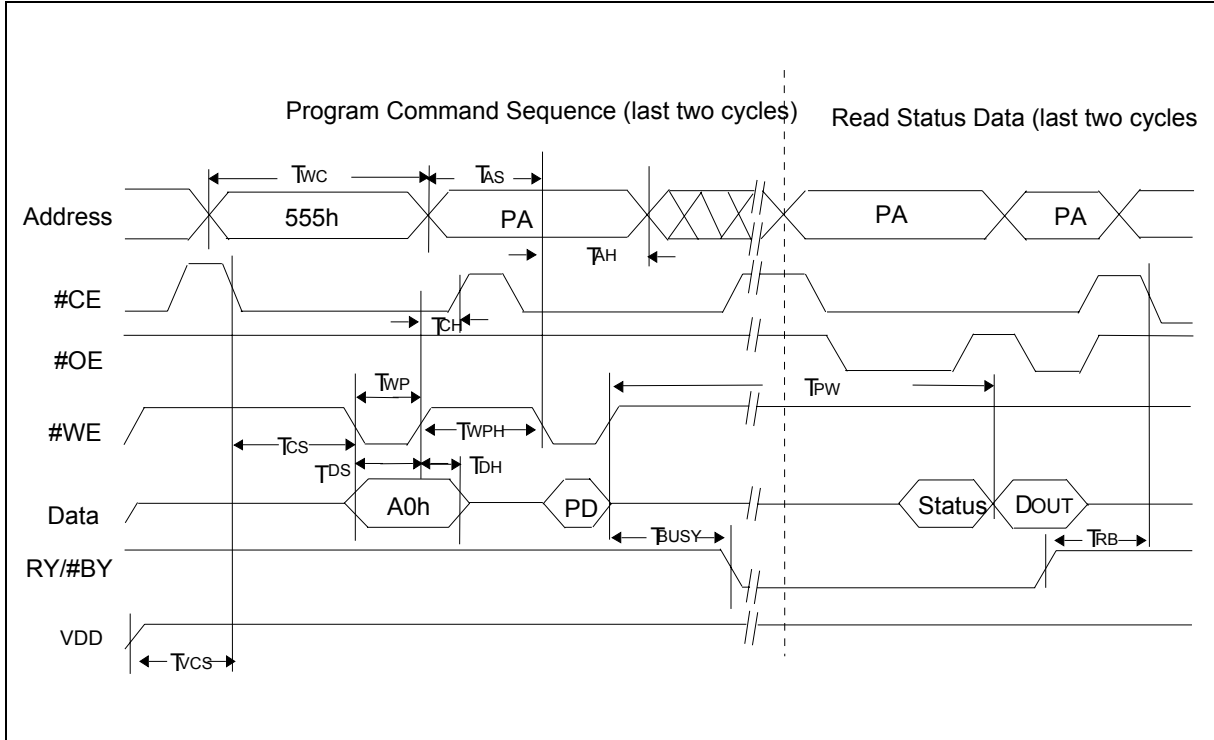 Program Command Sequence (last two cycles)
Read Status Data (last two cycles
TWC
TAS
Address
555h
PA
PA
PA
TAH
#CE
TCH
#OE
TWP
TPW
#WE
TWPH
TCS
TDS
TDH
Data
A0h
PD
Status
DOUT
TBUSY
TRB
RY/#BY
VDD
TVCS